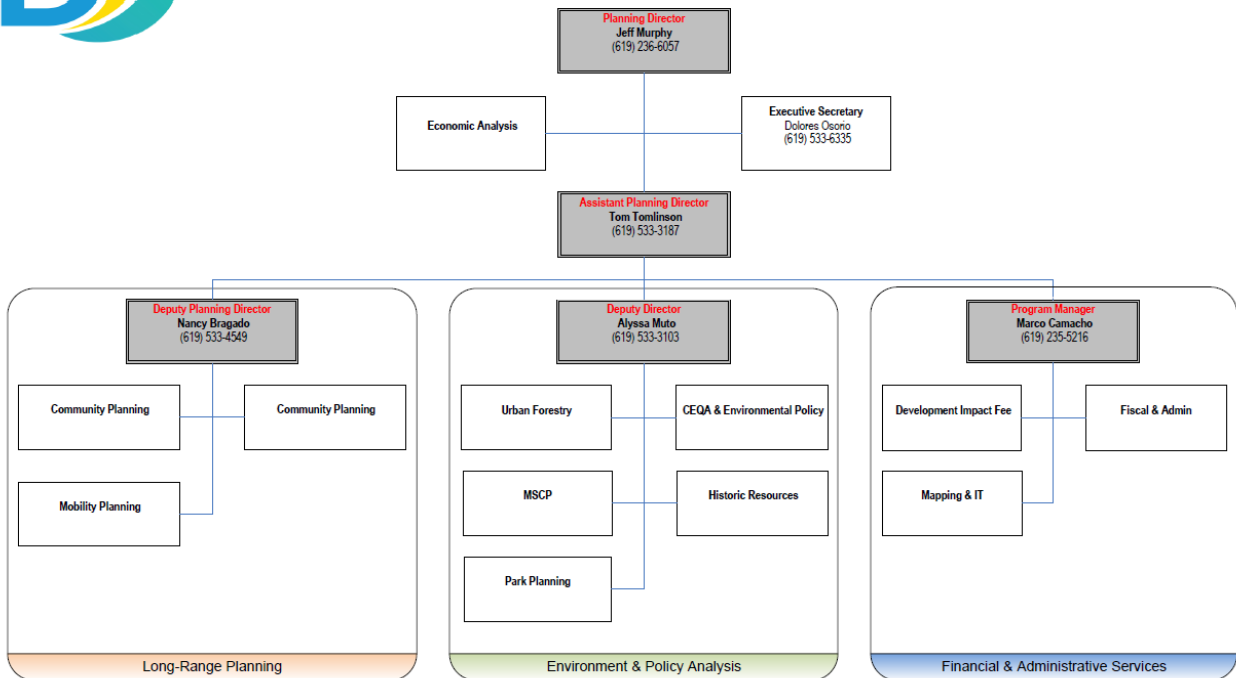 Planning Director
Jeff Murphy
(619) 236-6057
Economic Analysis
Executive Secretary
Dolores Osorio
(619) 533-6335
Assistant Planning Director
Tom Tomlinson
(619) 533-3187
Deputy Planning Director
Nancy Bragado
(619) 533-4549
Community Planning
Community Planning
Mobility Planning
Long-Range Planning
Deputy Director
Alyssa Muto
(619) 533-3103
Urban Forestry
CEQA & Environmental Policy
MSCP
Historic Resources
Park Planning
Environment & Policy Analysis
Program Manager
Marco Camacho
(619) 235-5216
Development Impact Fee
Fiscal & Admin
Mapping & IT
Financial & Administrative Services